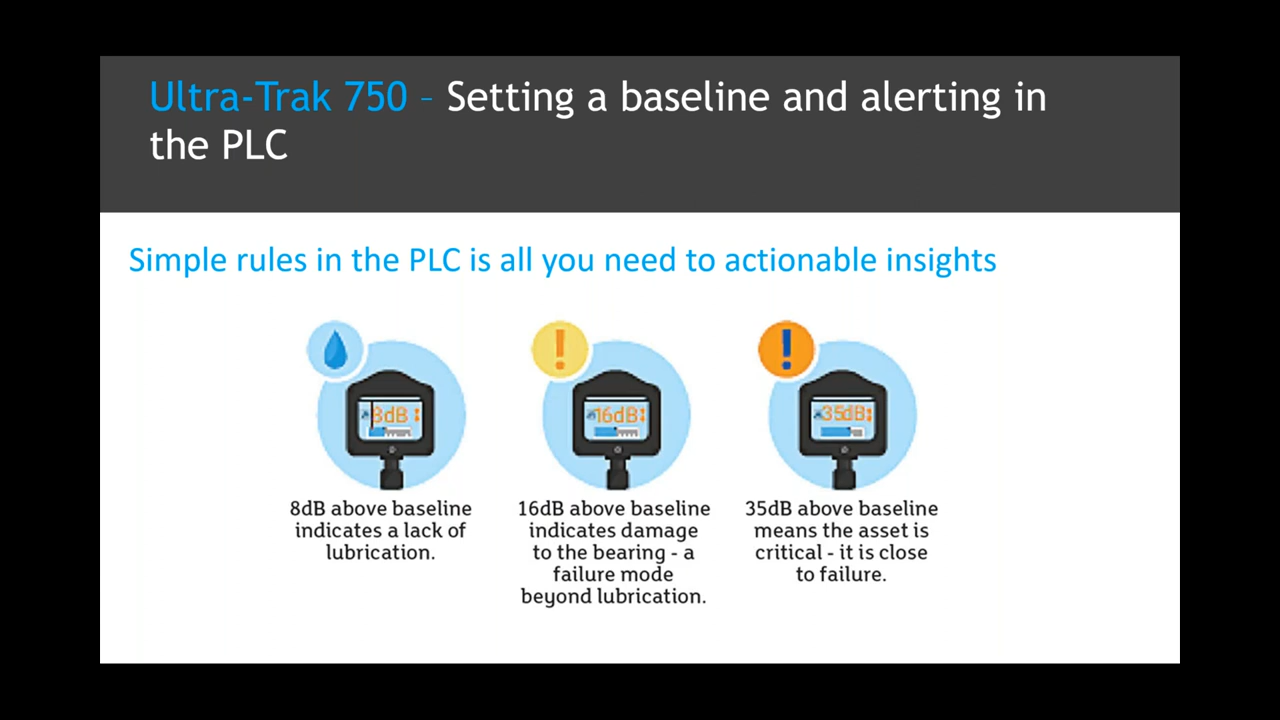 Ultra-Trak 750 – Setting a baseline and alerting in
the PLC
Simple rules in the PLC is all you need to actionable insights
8dB
16dB
35dB
8dB above baseline
indicates a lack of
lubrication.
16dB above baseline
indicates damage
to the bearing - a
failure mode
beyond lubrication.
35dB above baseline
means the asset is
critical - it is close
to failure.